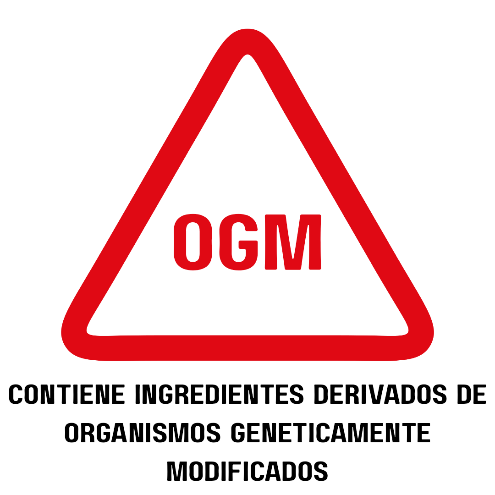 OGM
CONTIENE INGREDIENTES DERIVADOS DE
ORGANISMOS GENETICAMENTE
MODIFICADOS